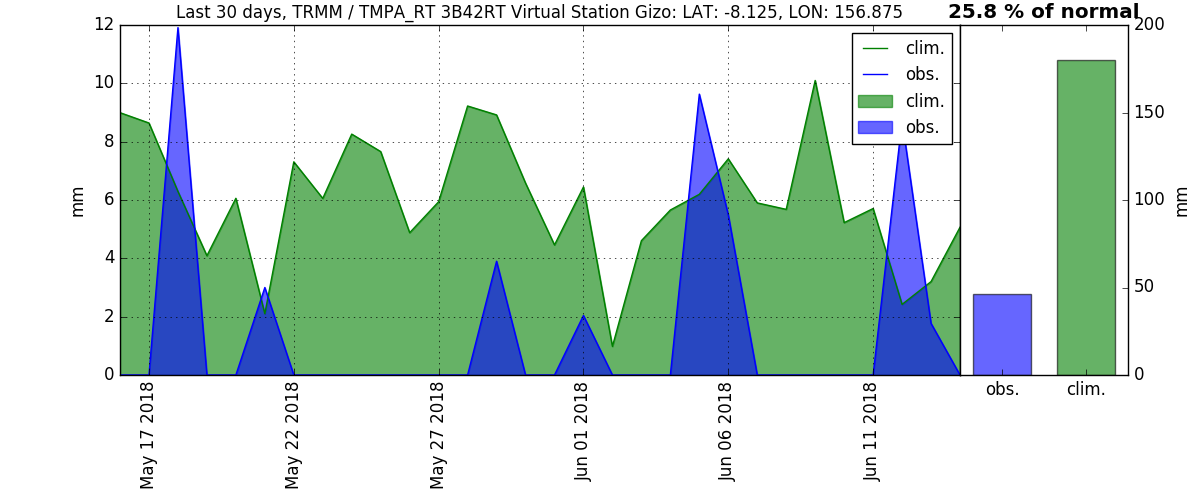 Last 30 days, TRMM / TMPA_RT 3B42RT Virtual Station Gizo: LAT: -8.125, LON: 156.875
25.8 % of normal
12
10
8
6
4
2
0
mm
clim.
obs.
clim.
obs.
May 17 2018
May 22 2018
May 27 2018
Jun 01 2018
Jun 06 2018
Jun 11 2018
200
150
100
50
0
mm
obs.
clim.